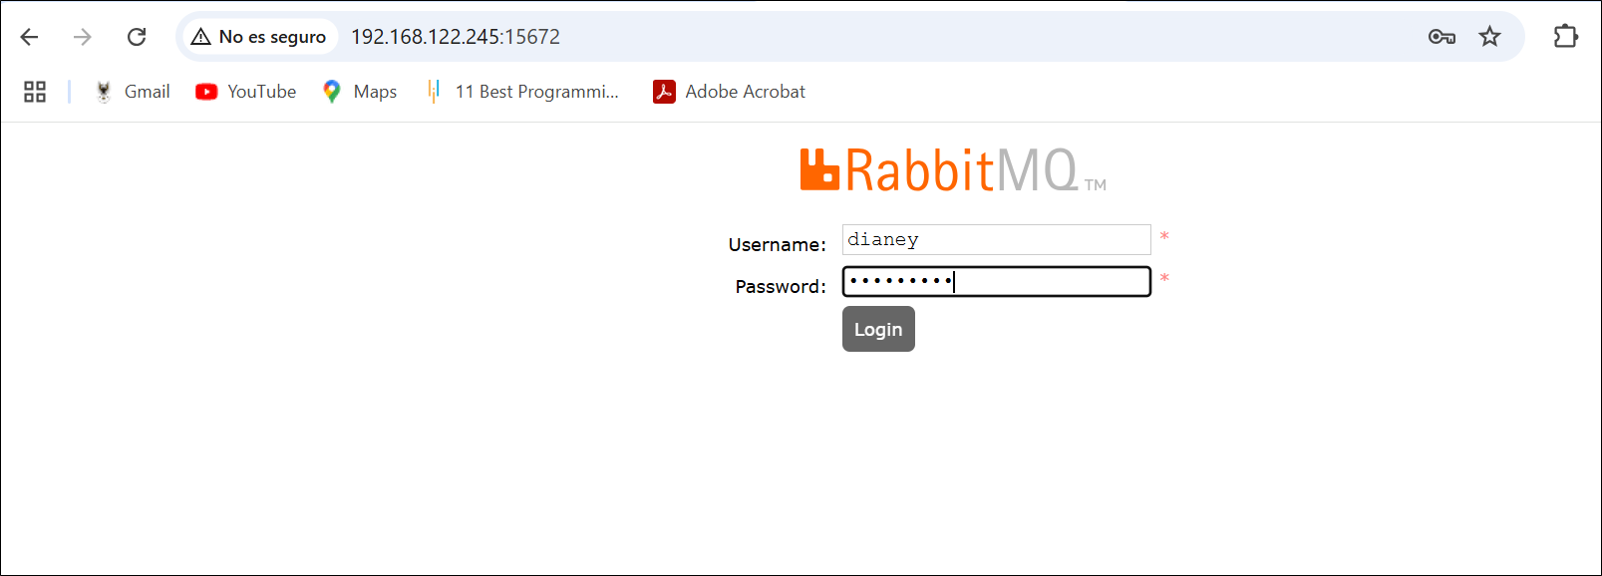 No es seguro 192.168.122.245:15672
Gmail YouTube Maps 11 Best Programmi... Adobe Acrobat
RabbitMQ™
Username: dianey *
Password: ••••••••• *
Login